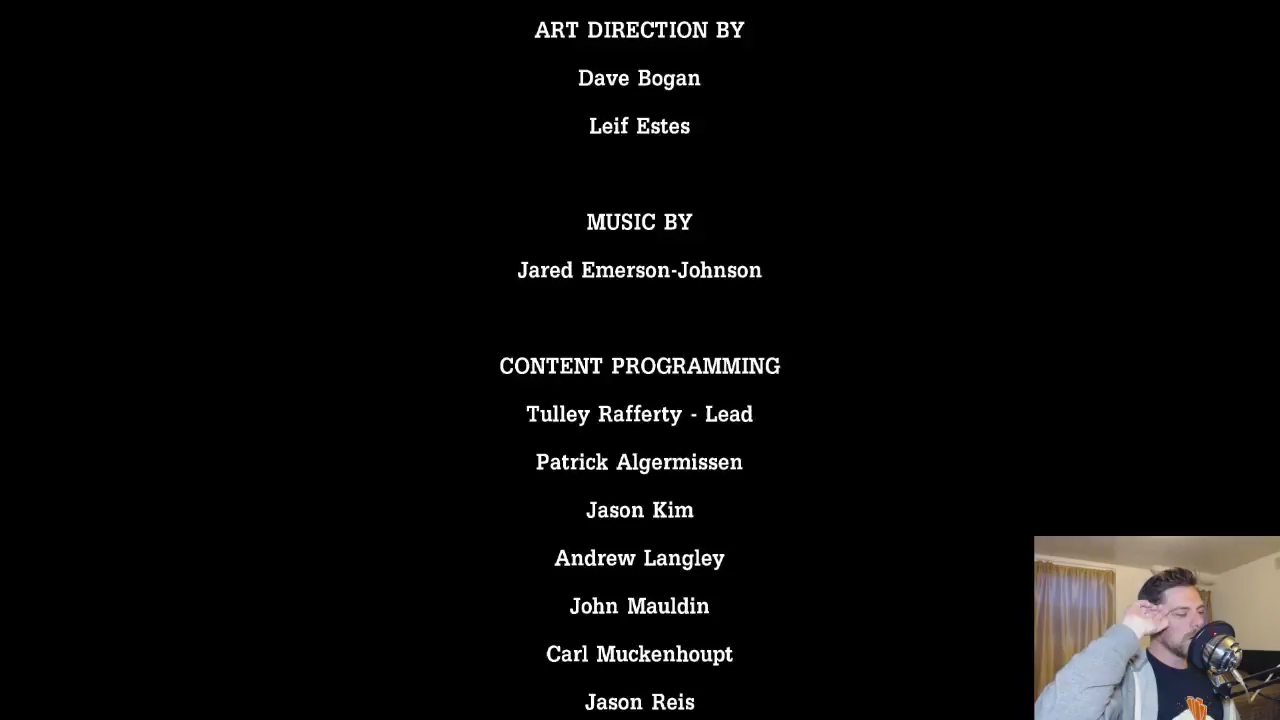 ART DIRECTION BY
Dave Bogan
Leif Estes
MUSIC BY
Jared Emerson-Johnson
CONTENT PROGRAMMING
Tulley Rafferty - Lead
Patrick Algermissen
Jason Kim
Andrew Langley
John Mauldin
Carl Muckenhoupt
Jason Reis